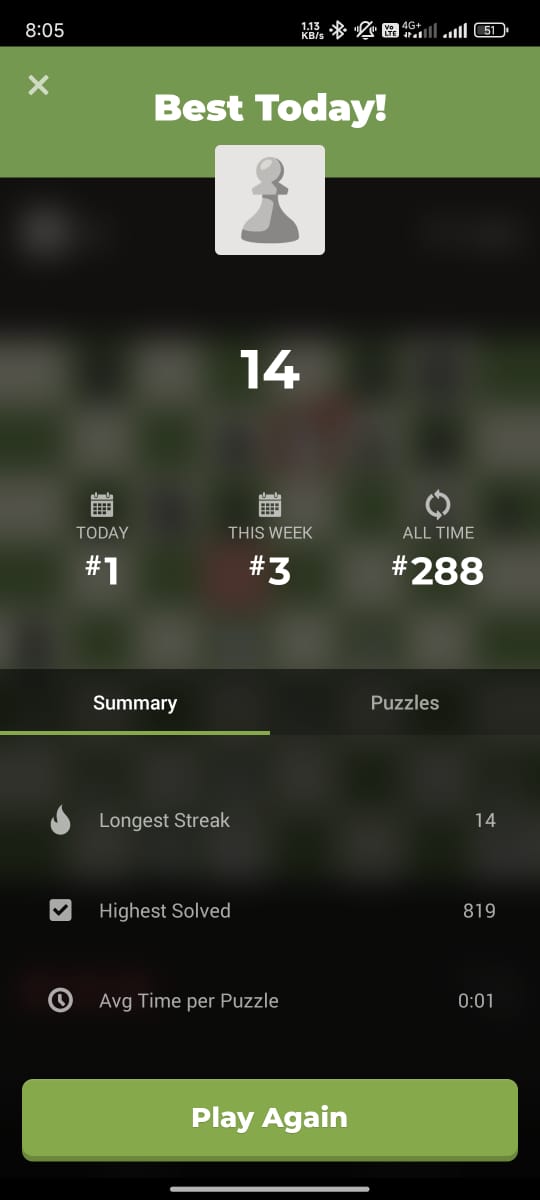 8:05
1.13
KB/s
Vo
LTE
4G+
51
Best Today!
14
TODAY
THIS WEEK
ALL TIME
#1
#3
#288
Summary
Puzzles
Longest Streak
14
Highest Solved
819
Avg Time per Puzzle
0:01
Play Again